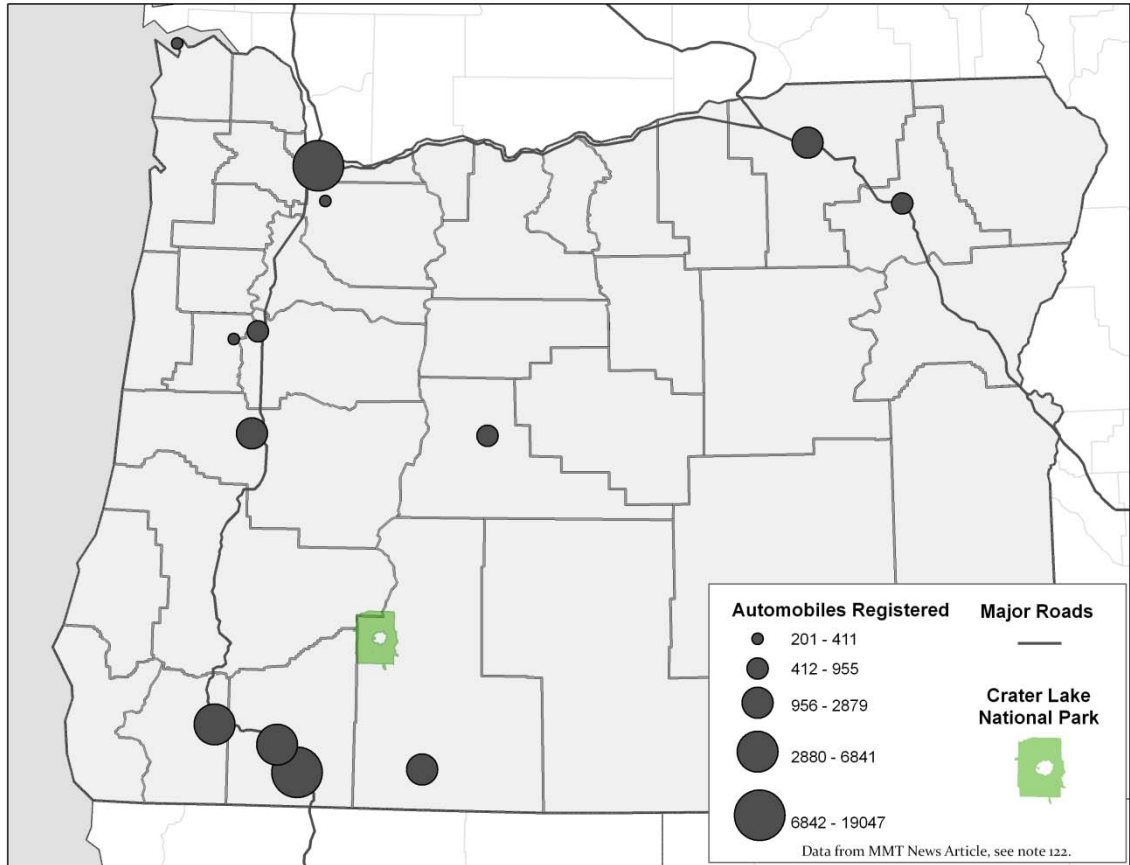 Automobiles Registered
201 - 411
412 - 955
956 - 2879
2880 - 6841
6842 - 19047
Major Roads
Crater Lake
National Park
Data from MMT News Article, see note 122.